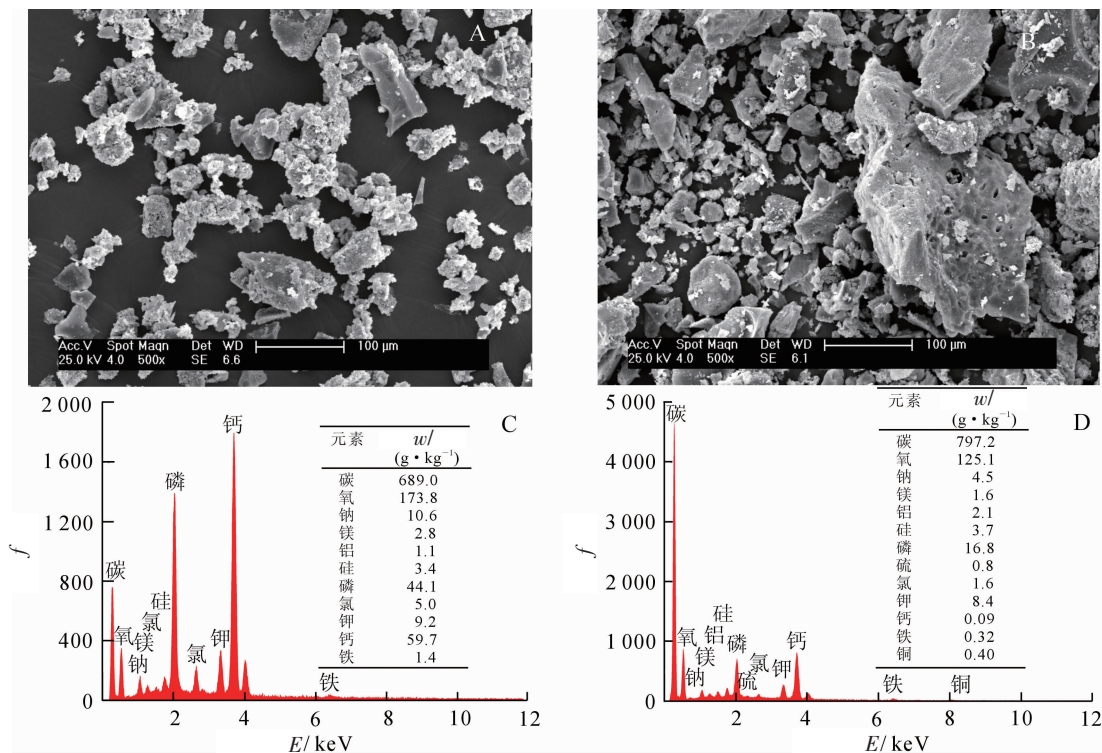 A
Acc.V Spot Magn Det WD
25.0 kV 4.0 500x SE 6.6
100 μm
B
Acc.V Spot Magn Det WD
25.0 kV 4.0 500x SE 6.1
100 μm
C
f
2 000
1 600
1 200
800
400
0
碳
氧
钠
镁
氯
硅
磷
氯
钾
钙
铁
2 4 6 8 10 12
E/ keV
元素 w/
(g·kg⁻¹)
碳 689.0
氧 173.8
钠 10.6
镁 2.8
铝 1.1
硅 3.4
磷 44.1
氯 5.0
钾 9.2
钙 59.7
铁 1.4
D
f
5 000
4 000
3 000
2 000
1 000
0
碳
氧
钠
镁
铝
硅
磷
硫
氯
钾
钙
铁
铜
2 4 6 8 10 12
E/ keV
元素 w/
(g·kg⁻¹)
碳 797.2
氧 125.1
钠 4.5
镁 1.6
铝 2.1
硅 3.7
磷 16.8
硫 0.8
氯 1.6
钾 8.4
钙 0.09
铁 0.32
铜 0.40